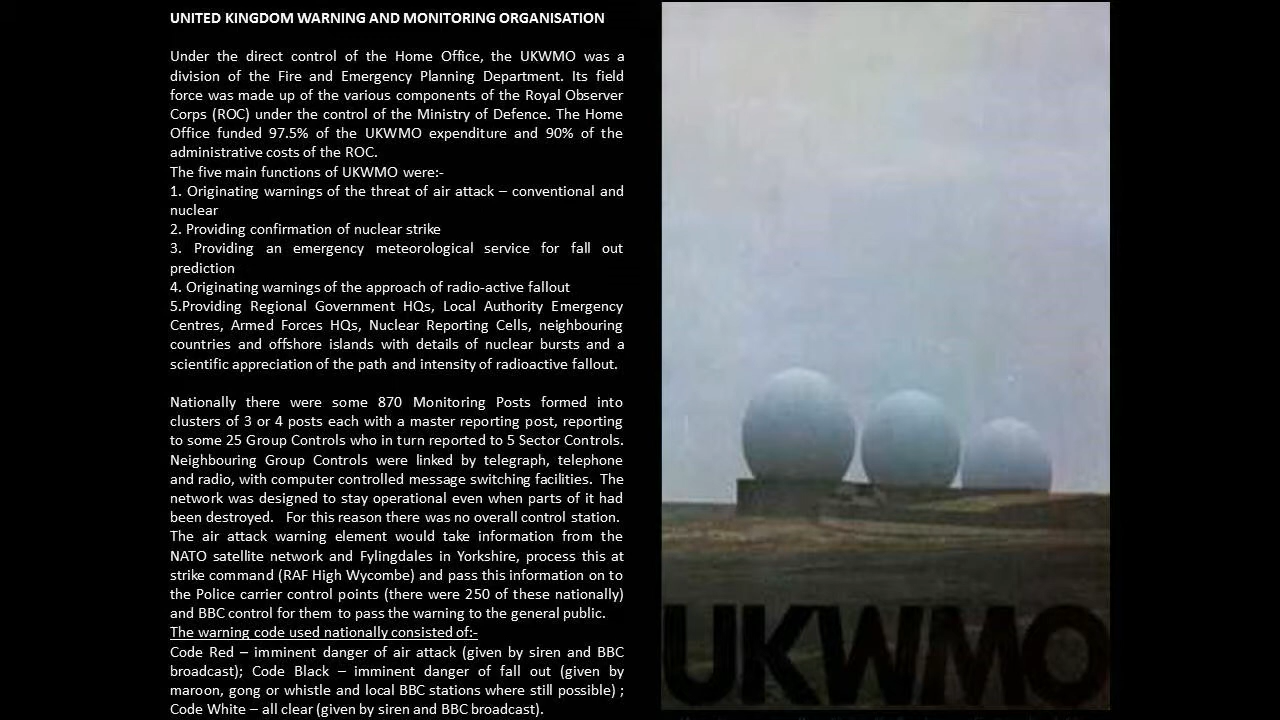 UNITED KINGDOM WARNING AND MONITORING ORGANISATION
Under the direct control of the Home Office, the UKWMO was a
division of the Fire and Emergency Planning Department. Its field
force was made up of the various components of the Royal Observer
Corps (ROC) under the control of the Ministry of Defence. The Home
Office funded 97.5% of the UKWMO expenditure and 90% of the
administrative costs of the ROC.
The five main functions of UKWMO were:-
1. Originating warnings of the threat of air attack – conventional and
nuclear
2. Providing confirmation of nuclear strike
3. Providing an emergency meteorological service for fall out
prediction
4. Originating warnings of the approach of radio-active fallout
5.Providing Regional Government HQs, Local Authority Emergency
Centres, Armed Forces HQs, Nuclear Reporting Cells, neighbouring
countries and offshore islands with details of nuclear bursts and a
scientific appreciation of the path and intensity of radioactive fallout.
Nationally there were some 870 Monitoring Posts formed into
clusters of 3 or 4 posts each with a master reporting post, reporting
to some 25 Group Controls who in turn reported to 5 Sector Controls.
Neighbouring Group Controls were linked by telegraph, telephone
and radio, with computer controlled message switching facilities. The
network was designed to stay operational even when parts of it had
been destroyed. For this reason there was no overall control station.
The air attack warning element would take information from the
NATO satellite network and Fylingdales in Yorkshire, process this at
strike command (RAF High Wycombe) and pass this information on to
the Police carrier control points (there were 250 of these nationally)
and BBC control for them to pass the warning to the general public.
The warning code used nationally consisted of:-
Code Red – imminent danger of air attack (given by siren and BBC
broadcast); Code Black – imminent danger of fall out (given by
maroon, gong or whistle and local BBC stations where still possible) ;
Code White – all clear (given by siren and BBC broadcast).
UKWMO